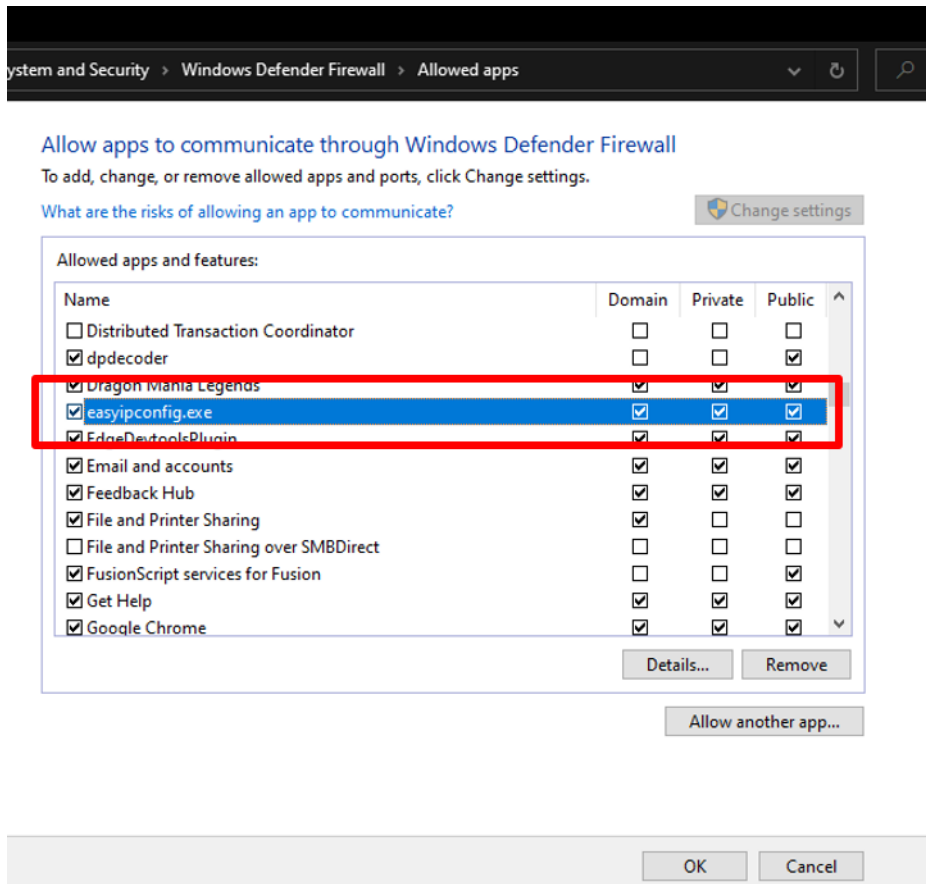 ystem and Security > Windows Defender Firewall > Allowed apps
Allow apps to communicate through Windows Defender Firewall
To add, change, or remove allowed apps and ports, click Change settings.
What are the risks of allowing an app to communicate?
Change settings
Allowed apps and features:
Name Domain Private Public
Distributed Transaction Coordinator
dpdecoder
Dragon Mania Legends
easyipconfig.exe
EdgeDevtoolsPlugin
Email and accounts
Feedback Hub
File and Printer Sharing
File and Printer Sharing over SMBDirect
FusionScript services for Fusion
Get Help
Google Chrome
Details... Remove
Allow another app...
OK Cancel